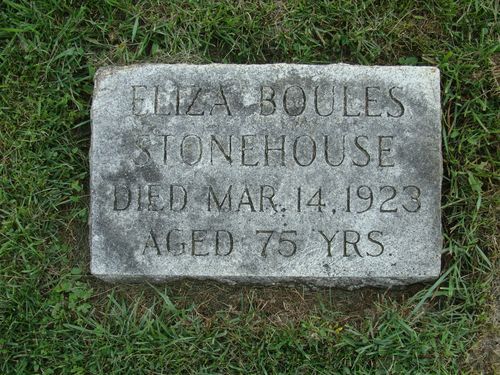 ELIZA BOULES
STONEHOUSE
DIED MAR. 14, 1923
AGED 75 YRS.